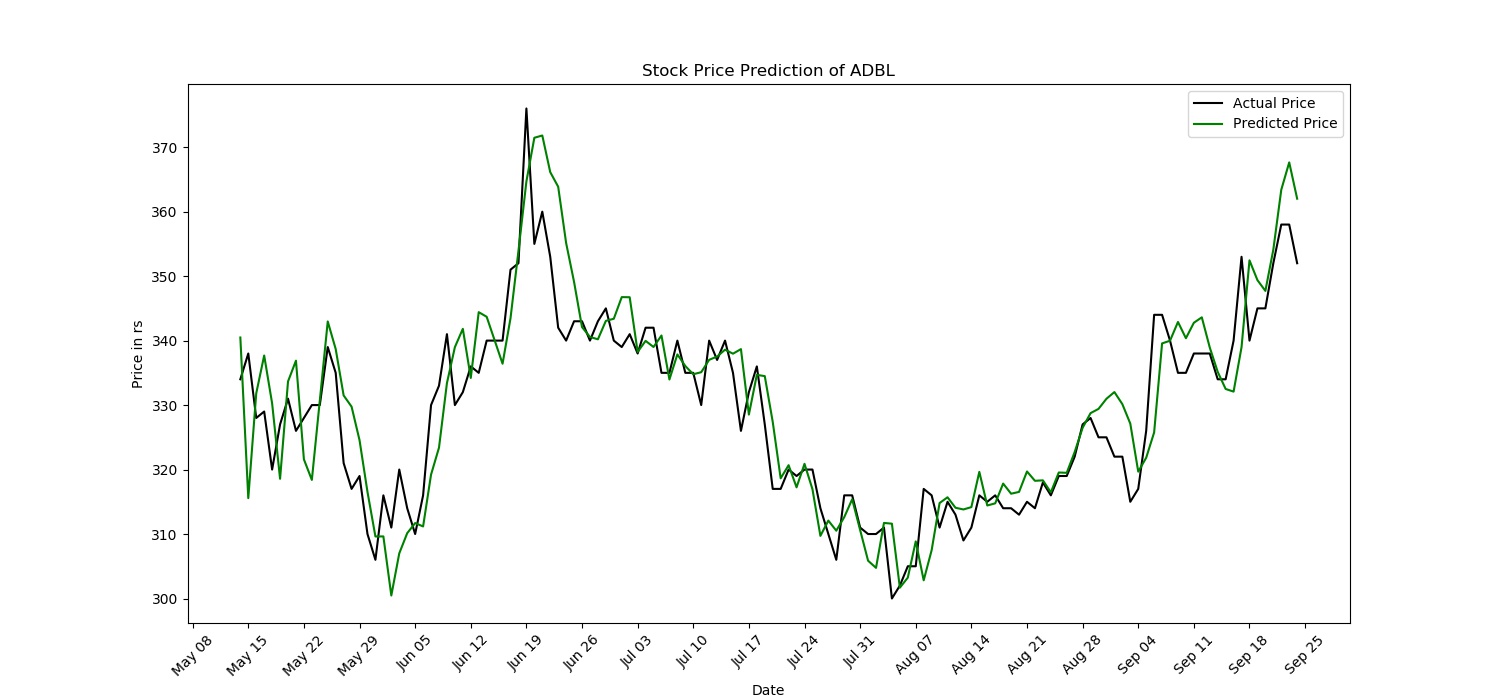 Stock Price Prediction of ADBL
Actual Price
Predicted Price
Price in rs
370
360
350
340
330
320
310
300
May 08
May 15
May 22
May 29
Jun 05
Jun 12
Jun 19
Jun 26
Jul 03
Jul 10
Jul 17
Jul 24
Jul 31
Aug 07
Aug 14
Aug 21
Aug 28
Sep 04
Sep 11
Sep 18
Sep 25
Date